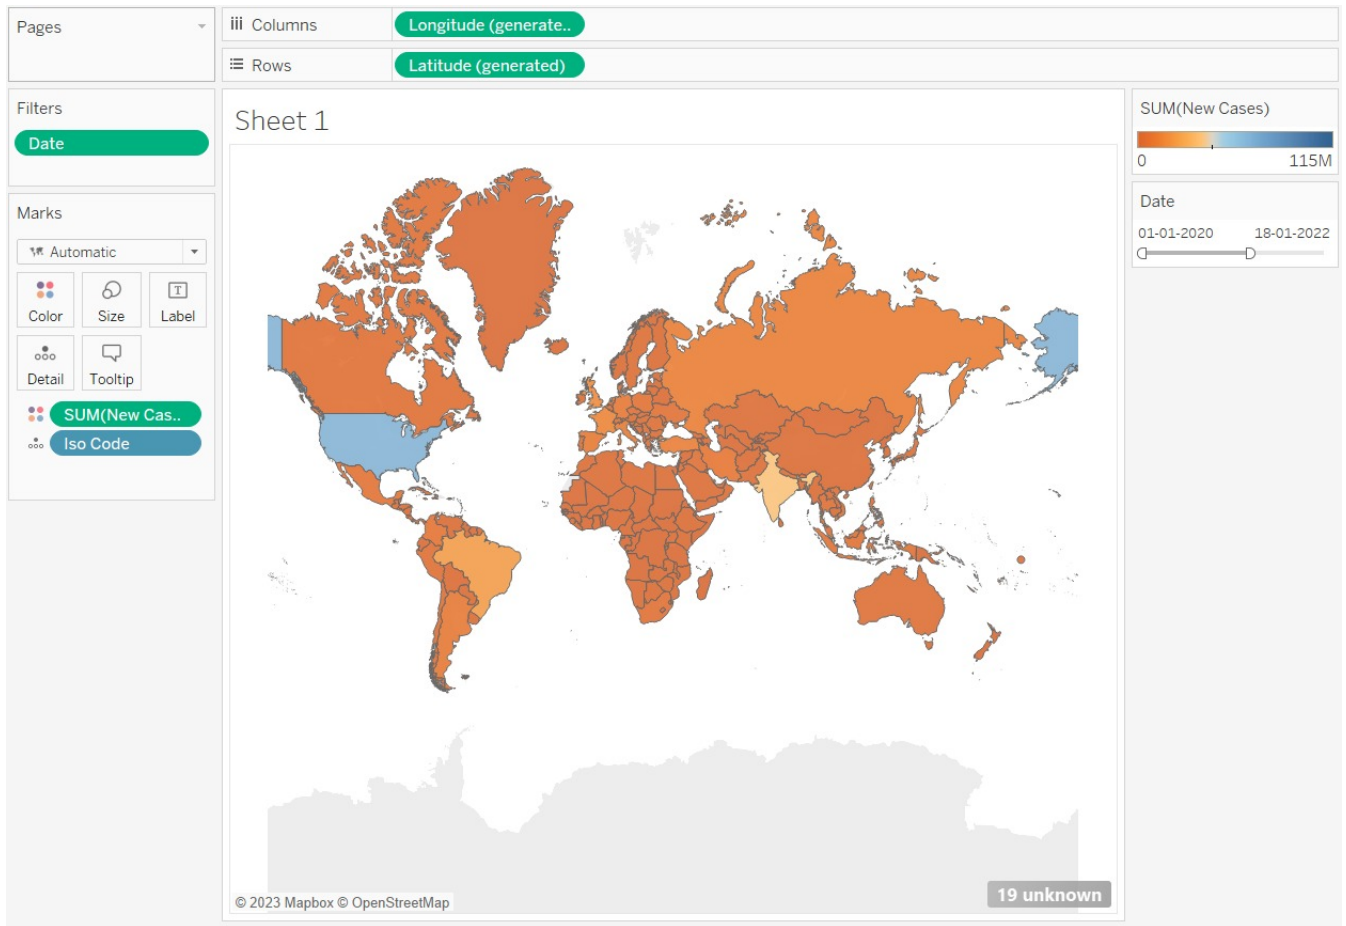 Pages
Columns
Longitude (generate..
Rows
Latitude (generated)
Filters
Date
Marks
Automatic
Color
Size
Label
Detail
Tooltip
SUM(New Cas..
Iso Code
Sheet 1
© 2023 Mapbox © OpenStreetMap
19 unknown
SUM(New Cases)
0
115M
Date
01-01-2020
18-01-2022